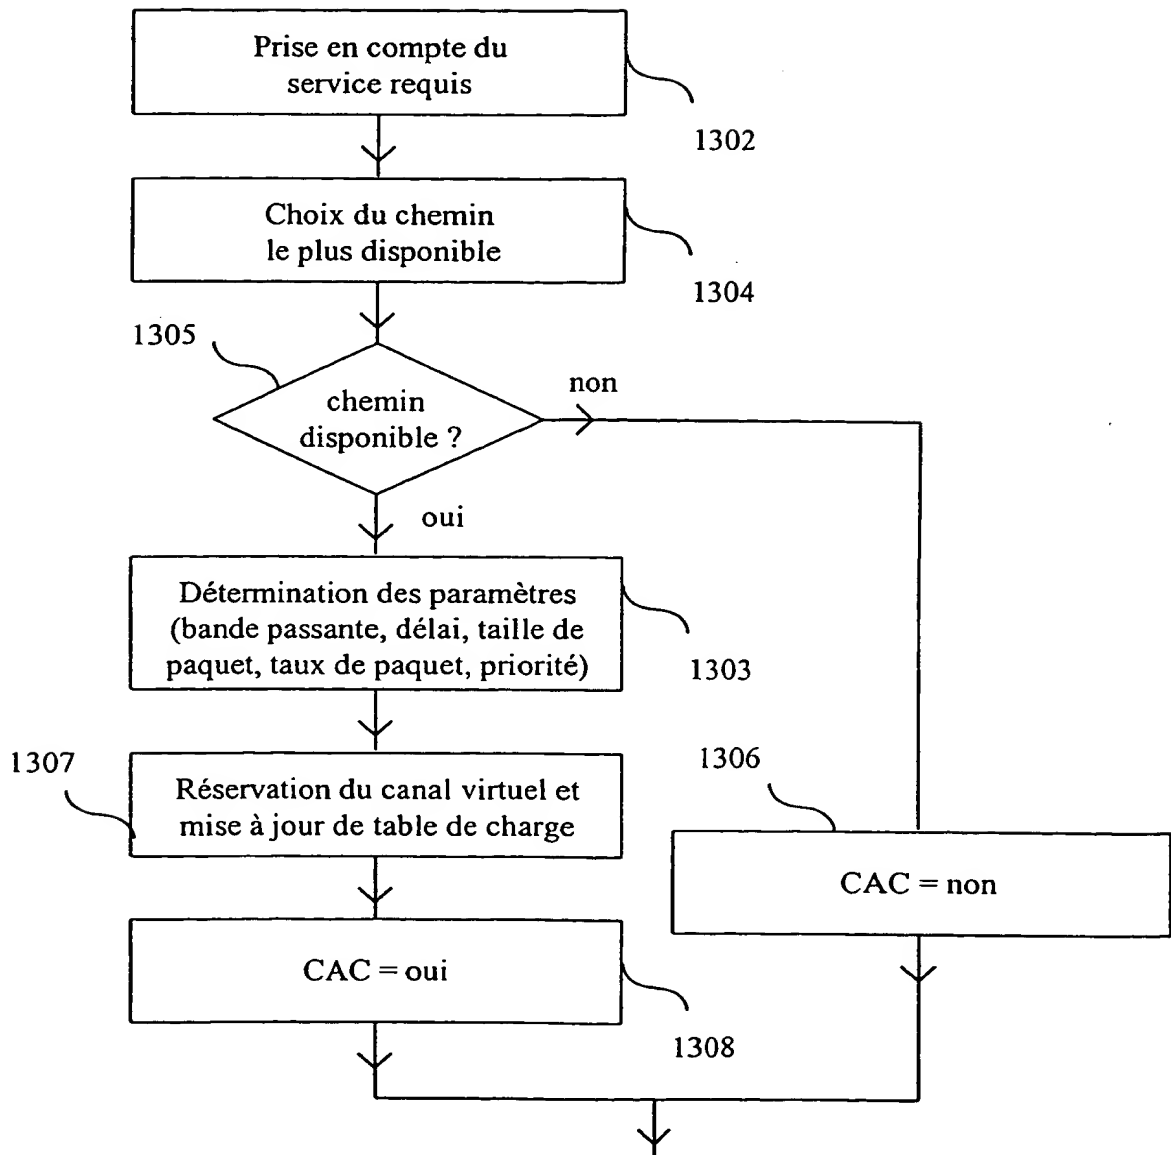 Prise en compte du
service requis
1302
Choix du chemin
le plus disponible
1304
1305
chemin
disponible ?
non
oui
Détermination des paramètres
(bande passante, délai, taille de
paquet, taux de paquet, priorité)
1303
1307
Réservation du canal virtuel et
mise à jour de table de charge
1306
CAC = non
CAC = oui
1308